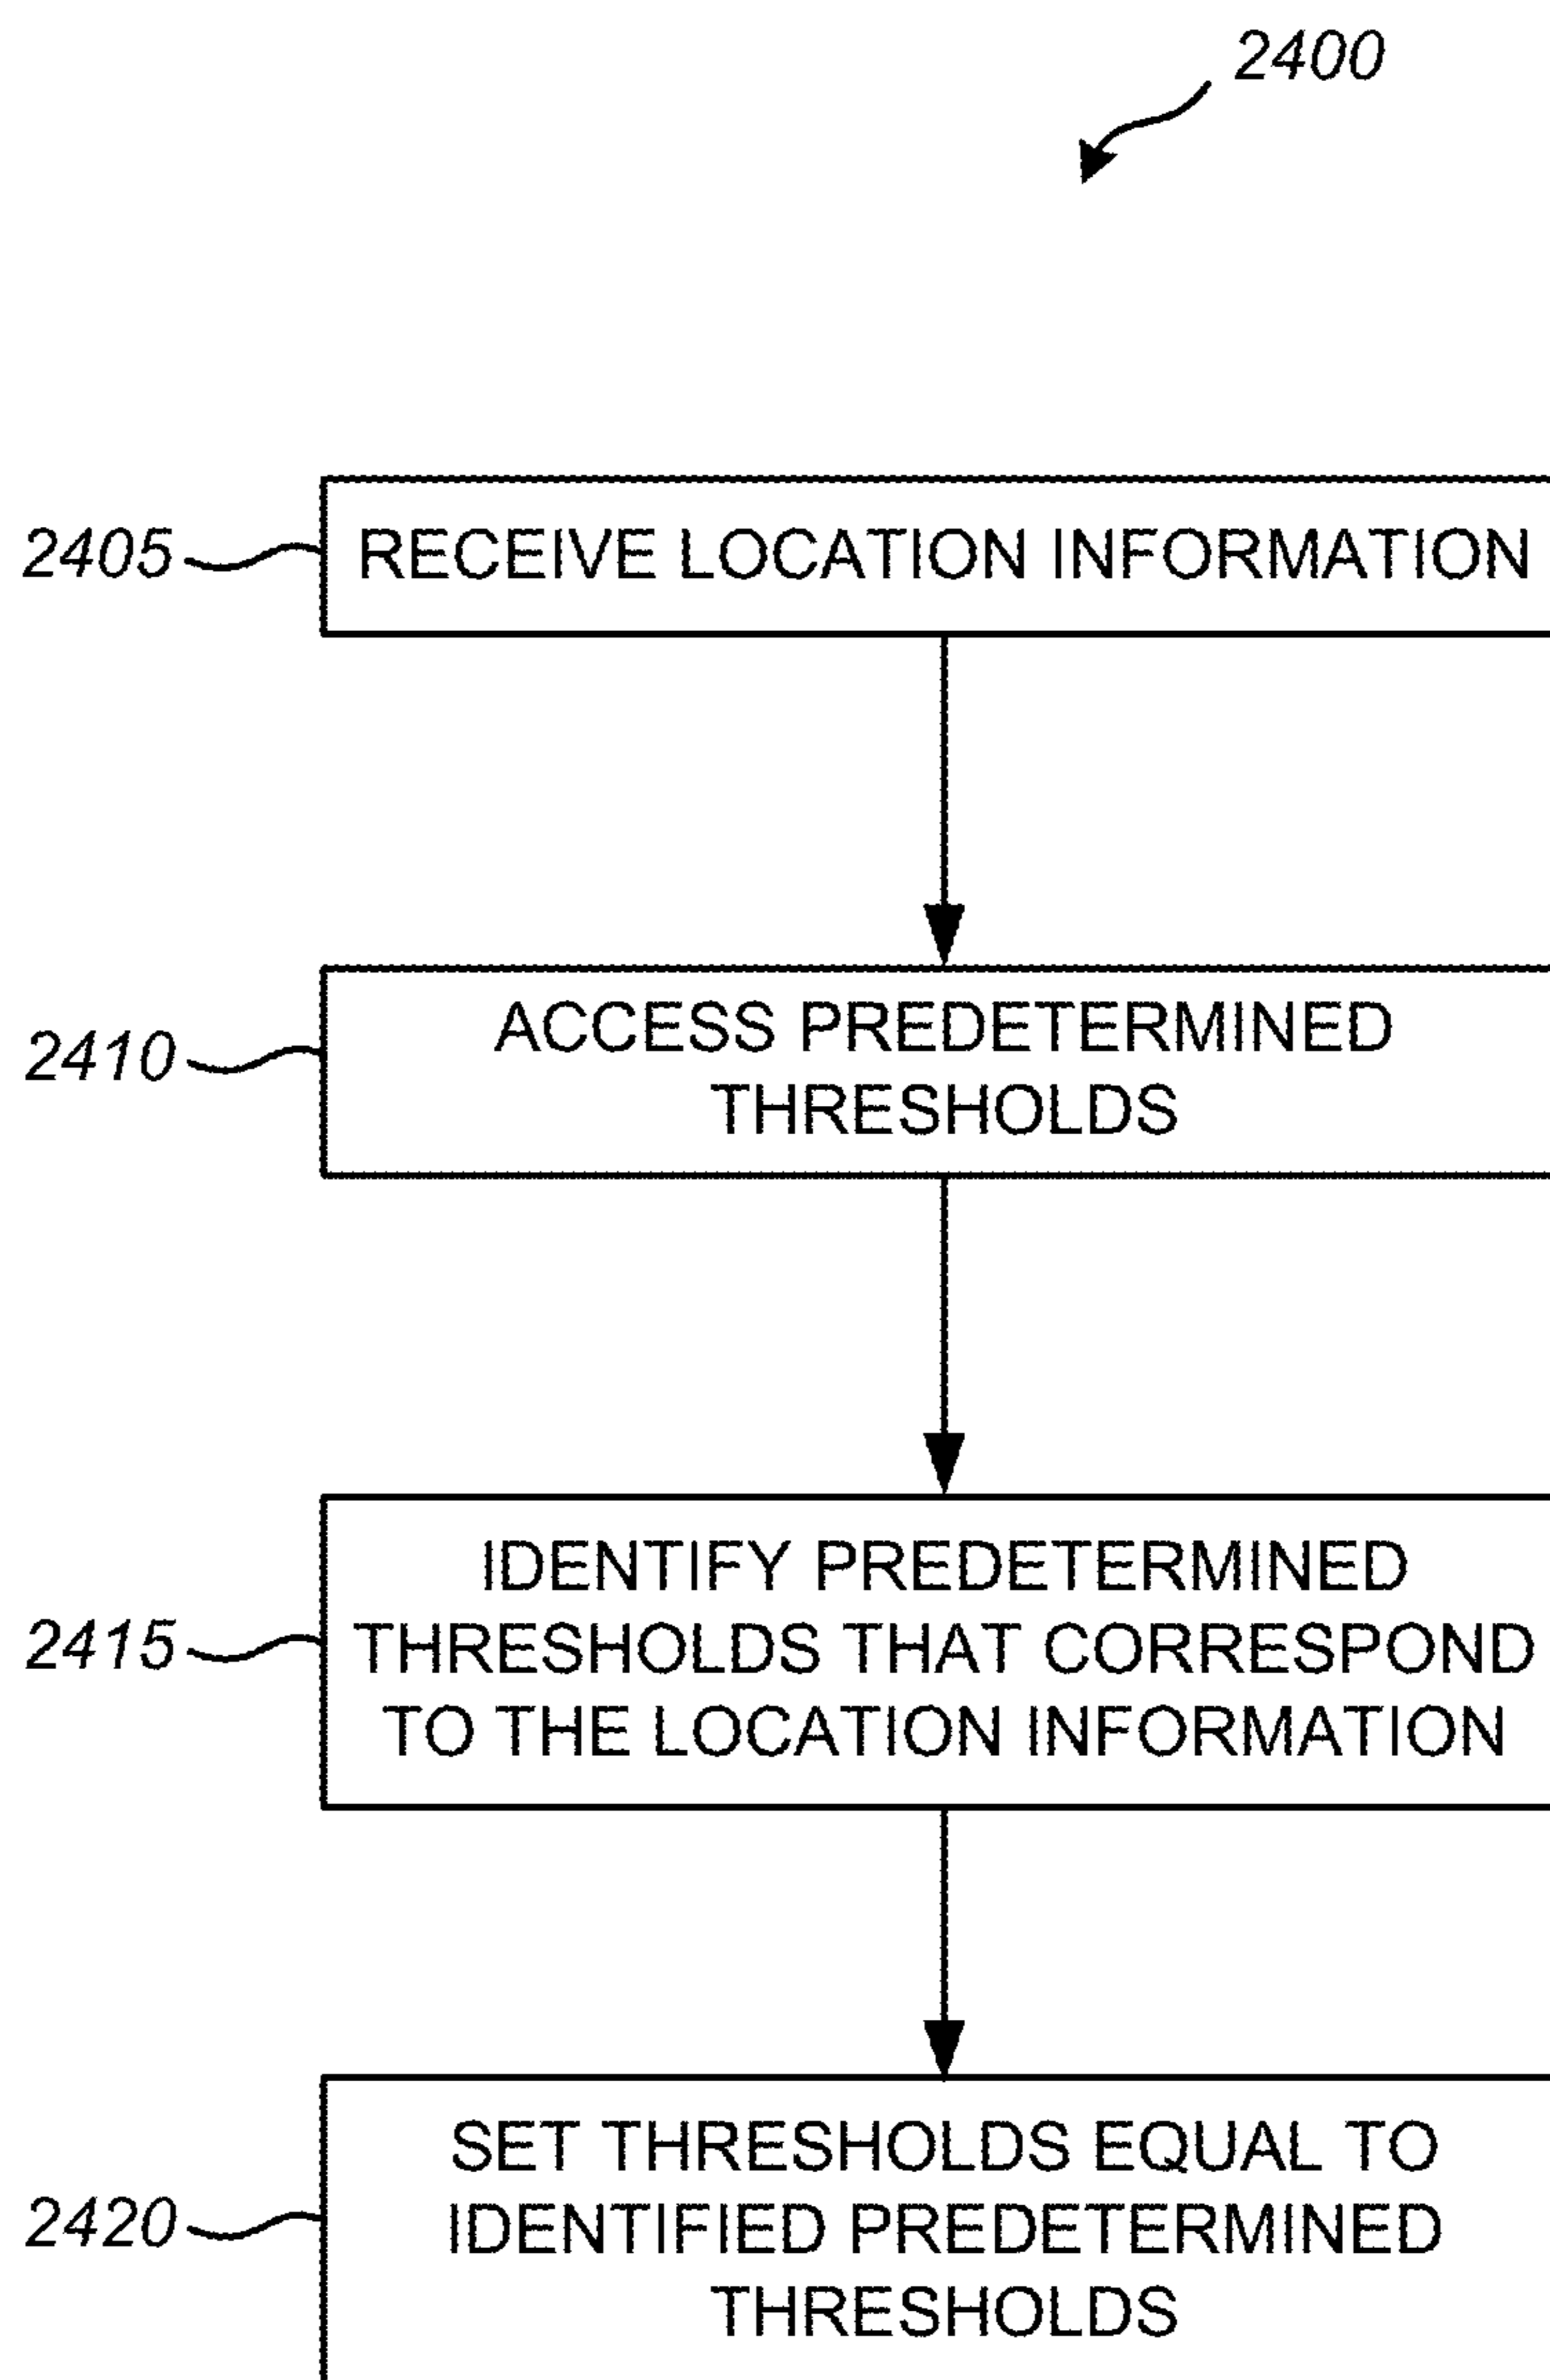 2400
2405
RECEIVE LOCATION INFORMATION
2410
ACCESS PREDETERMINED
THRESHOLDS
2415
IDENTIFY PREDETERMINED
THRESHOLDS THAT CORRESPOND
TO THE LOCATION INFORMATION
2420
SET THRESHOLDS EQUAL TO
IDENTIFIED PREDETERMINED
THRESHOLDS